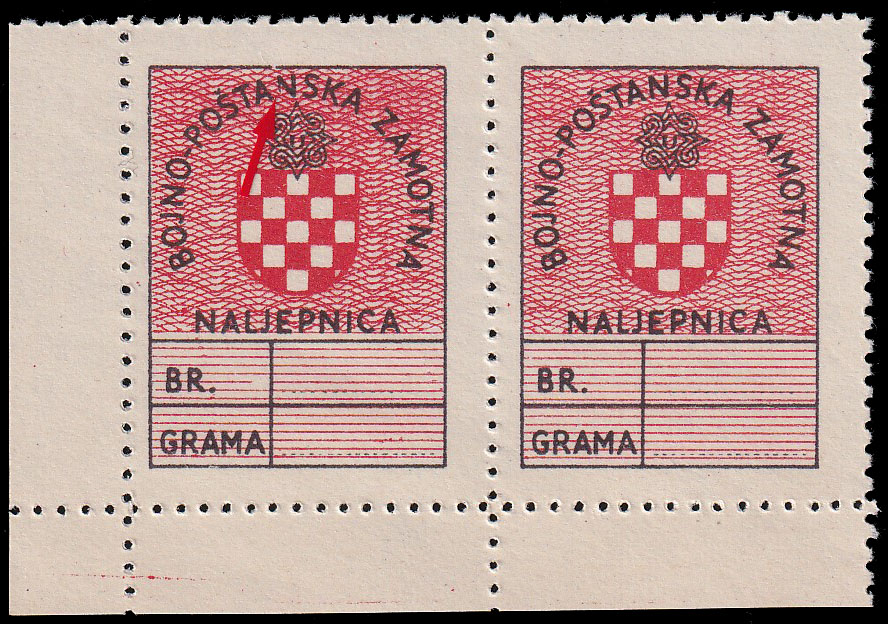 BOJNO-POŠTANSKA ZAMOTNA
NALJEPNICA
BR.
GRAMA
BOJNO-POŠTANSKA ZAMOTNA
NALJEPNICA
BR.
GRAMA